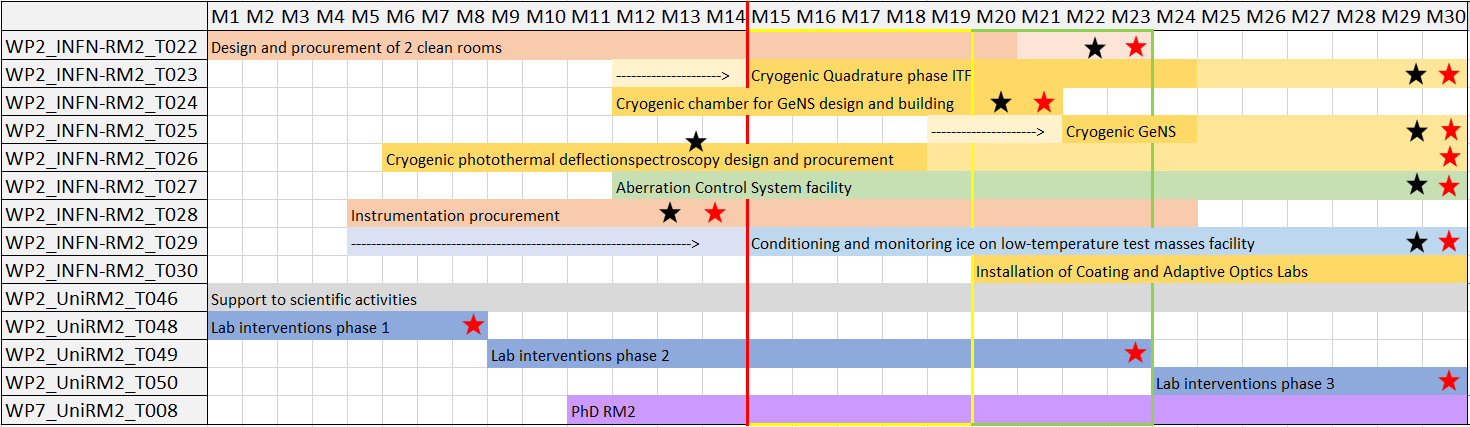 M1 M2 M3 M4 M5 M6 M7 M8 M9 M10 M11 M12 M13 M14 M15 M16 M17 M18 M19 M20 M21 M22 M23 M24 M25 M26 M27 M28 M29 M30
WP2_INFN-RM2_T022 Design and procurement of 2 clean rooms
WP2_INFN-RM2_T023 ---------------------> Cryogenic Quadrature phase ITF
WP2_INFN-RM2_T024 Cryogenic chamber for GeNS design and building
WP2_INFN-RM2_T025 ---------------------> Cryogenic GeNS
WP2_INFN-RM2_T026 Cryogenic photothermal deflectionspectroscopy design and procurement
WP2_INFN-RM2_T027 Aberration Control System facility
WP2_INFN-RM2_T028 Instrumentation procurement
WP2_INFN-RM2_T029 --------------------------------------------------------------------> Conditioning and monitoring ice on low-temperature test masses facility
WP2_INFN-RM2_T030 Installation of Coating and Adaptive Optics Labs
WP2_UniRM2_T046 Support to scientific activities
WP2_UniRM2_T048 Lab interventions phase 1
WP2_UniRM2_T049 Lab interventions phase 2
WP2_UniRM2_T050 Lab interventions phase 3
WP7_UniRM2_T008 PhD RM2